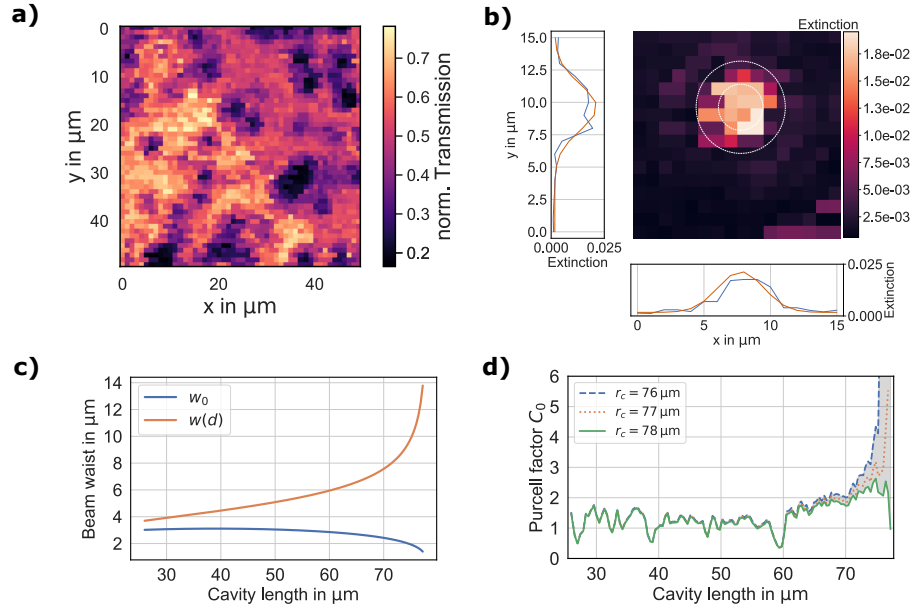 a)
0
10
20
30
40
y in µm
0
20
40
x in µm
0.7
0.6
0.5
0.4
0.3
0.2
norm. Transmission
b)
15.0
12.5
10.0
7.5
5.0
2.5
0.0
y in µm
0.000
0.025
Extinction
Extinction
1.8e-02
1.5e-02
1.3e-02
1.0e-02
7.5e-03
5.0e-03
2.5e-03
0.025
0.000
Extinction
0
5
10
15
x in µm
c)
14
12
10
8
6
4
2
Beam waist in µm
w0
w(d)
30
40
50
60
70
Cavity length in µm
d)
6
5
4
3
2
1
0
Purcell factor C0
rc = 76 µm
rc = 77 µm
rc = 78 µm
30
40
50
60
70
Cavity length in µm